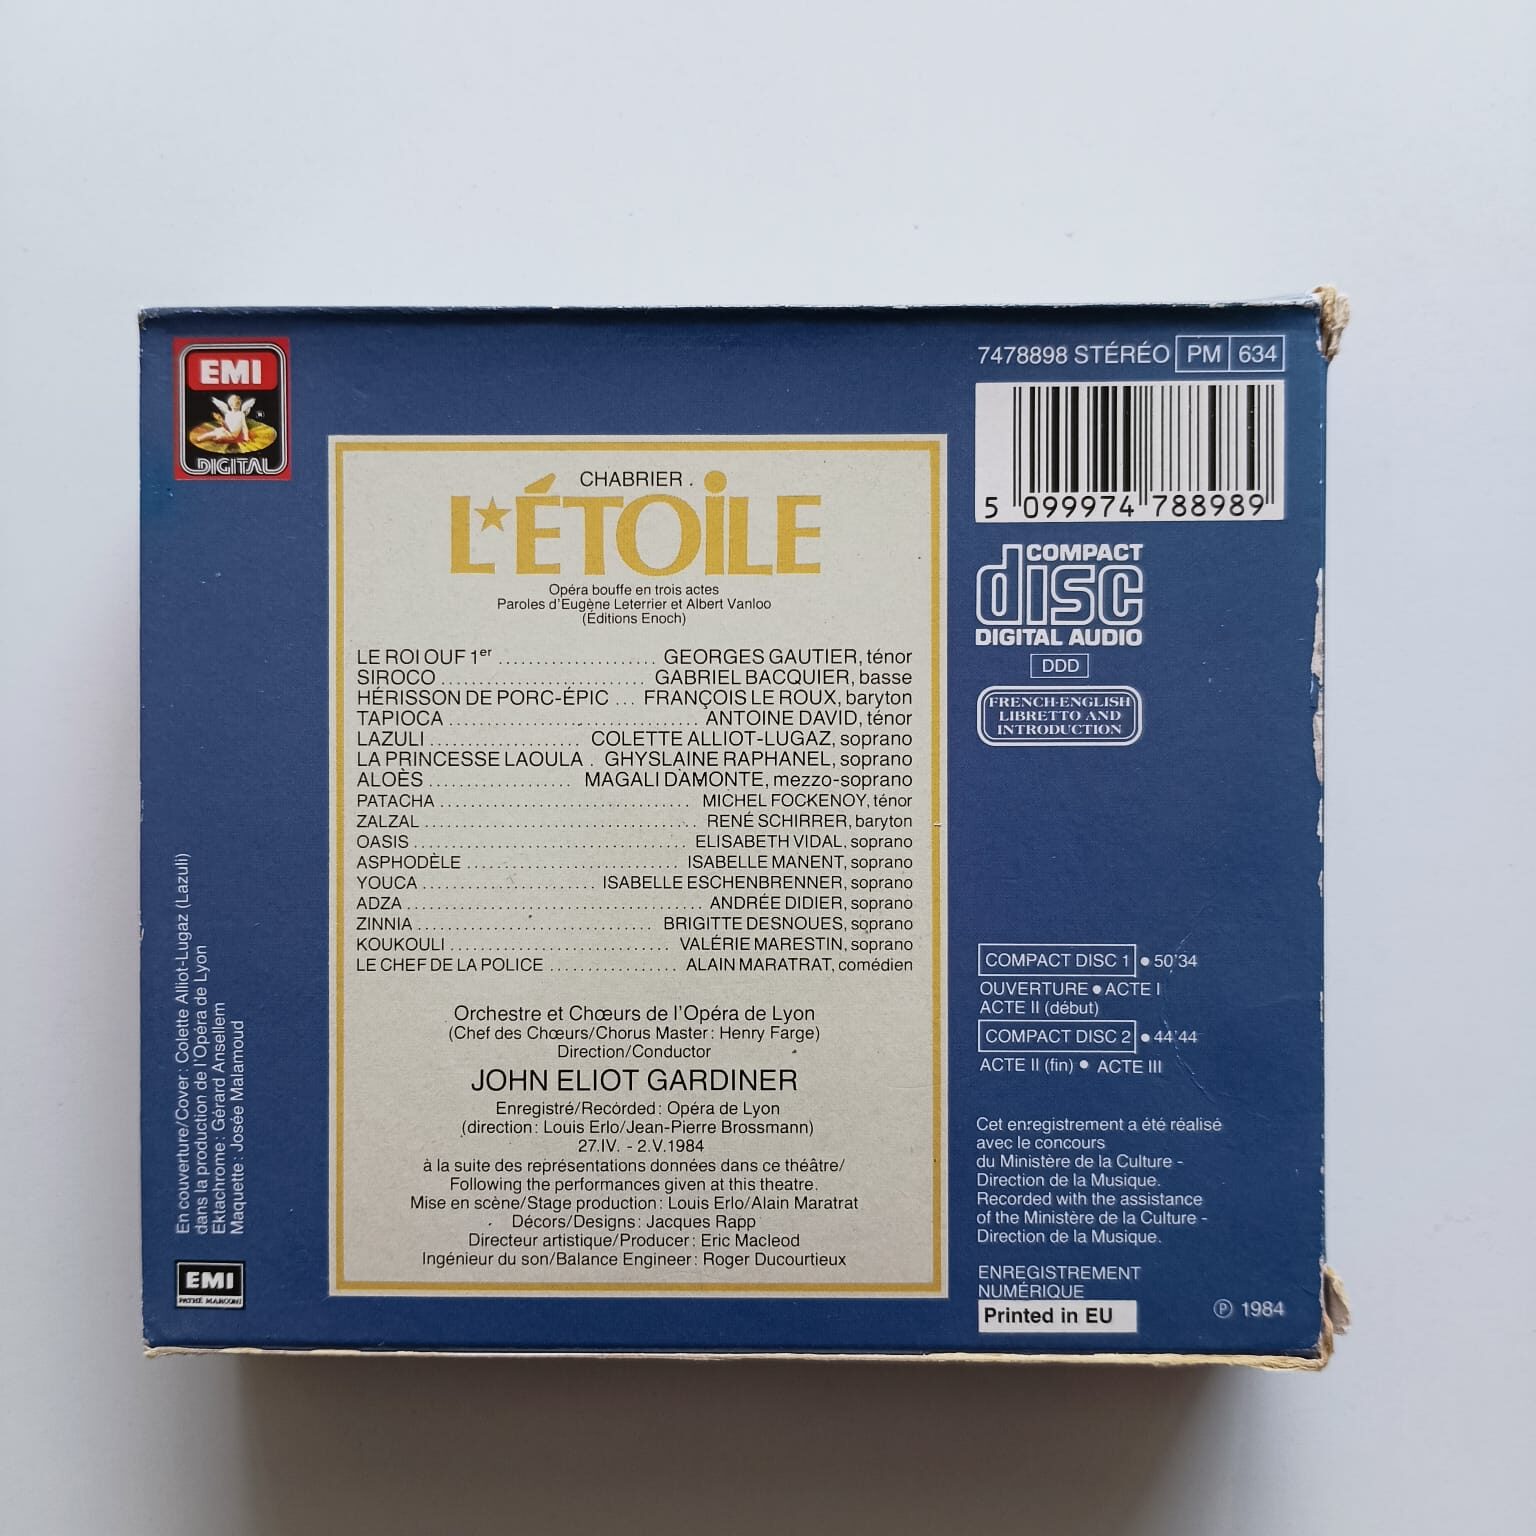 EMI
DIGITAL
7478898 STÉRÉO PM 634
5 099974 788989
COMPACT
disc
DIGITAL AUDIO
DDD
FRENCH-ENGLISH
LIBRETTO AND
INTRODUCTION
CHABRIER .
L'ÉTOILE
Opéra bouffe en trois actes
Paroles d'Eugène Leterrier et Albert Vanloo
(Éditions Enoch)
LE ROI OUF 1er ..................... GEORGES GAUTIER, ténor
SIROCO ........................... GABRIEL BACQUIER, basse
HÉRISSON DE PORC-ÉPIC ... FRANÇOIS LE ROUX, baryton
TAPIOCA .................................. ANTOINE DAVID, ténor
LAZULI .................... COLETTE ALLIOT-LUGAZ, soprano
LA PRINCESSE LAOULA . GHYSLAINE RAPHANEL, soprano
ALOÈS ................... MAGALI DAMONTE, mezzo-soprano
PATACHA ................................. MICHEL FOCKENOY, ténor
ZALZAL .................................... RENÉ SCHIRRER, baryton
OASIS .................................... ELISABETH VIDAL, soprano
ASPHODÈLE ............................ ISABELLE MANENT, soprano
YOUCA ....................... ISABELLE ESCHENBRENNER, soprano
ADZA ....................................... ANDRÉE DIDIER, soprano
ZINNIA ............................... BRIGITTE DESNOUES, soprano
KOUKOULI ............................. VALÉRIE MARESTIN, soprano
LE CHEF DE LA POLICE ................. ALAIN MARATRAT, comédien
Orchestre et Chœurs de l'Opéra de Lyon
(Chef des Chœurs/Chorus Master : Henry Farge)
Direction/Conductor
JOHN ELIOT GARDINER
Enregistré/Recorded : Opéra de Lyon
(direction : Louis Erlo/Jean-Pierre Brossmann)
27.IV. - 2.V.1984
à la suite des représentations données dans ce théâtre/
Following the performances given at this theatre.
Mise en scène/Stage production : Louis Erlo/Alain Maratrat
Décors/Designs : Jacques Rapp
Directeur artistique/Producer : Eric Macleod
Ingénieur du son/Balance Engineer : Roger Ducourtieux
COMPACT DISC 1 ● 50'34
OUVERTURE ● ACTE I
ACTE II (début)
COMPACT DISC 2 ● 44'44
ACTE II (fin) ● ACTE III
Cet enregistrement a été réalisé
avec le concours
du Ministère de la Culture -
Direction de la Musique.
Recorded with the assistance
of the Ministère de la Culture -
Direction de la Musique.
ENREGISTREMENT
NUMÉRIQUE
Printed in EU
℗ 1984
En couverture/Cover : Colette Alliot-Lugaz (Lazuli)
dans la production de l'Opéra de Lyon
Ektachrome : Gérard Ansellem
Maquette : Josée Malamoud
EMI
PATHÉ MARCONI